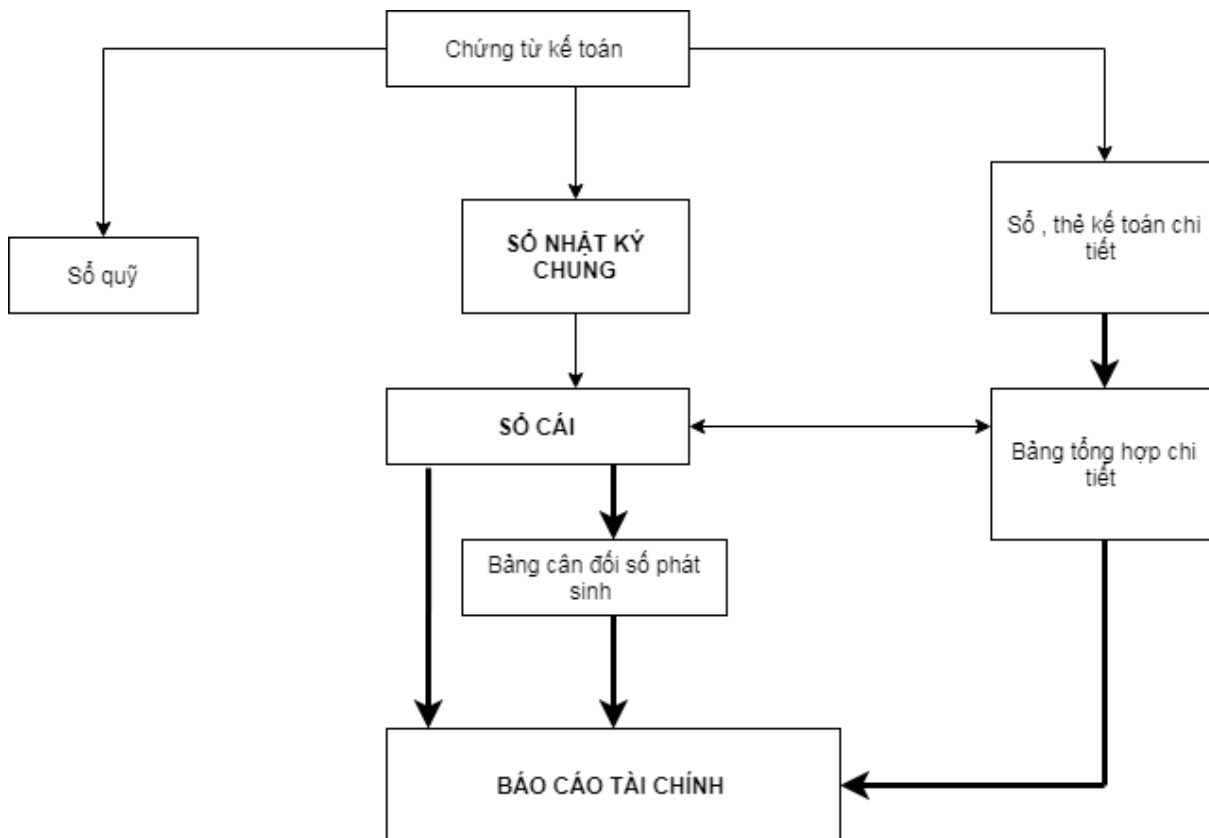 Chứng từ kế toán
Sổ quỹ
SỔ NHẬT KÝ
CHUNG
Sổ , thẻ kế toán chi
tiết
SỔ CÁI
Bảng tổng hợp chi
tiết
Bảng cân đối số phát
sinh
BÁO CÁO TÀI CHÍNH